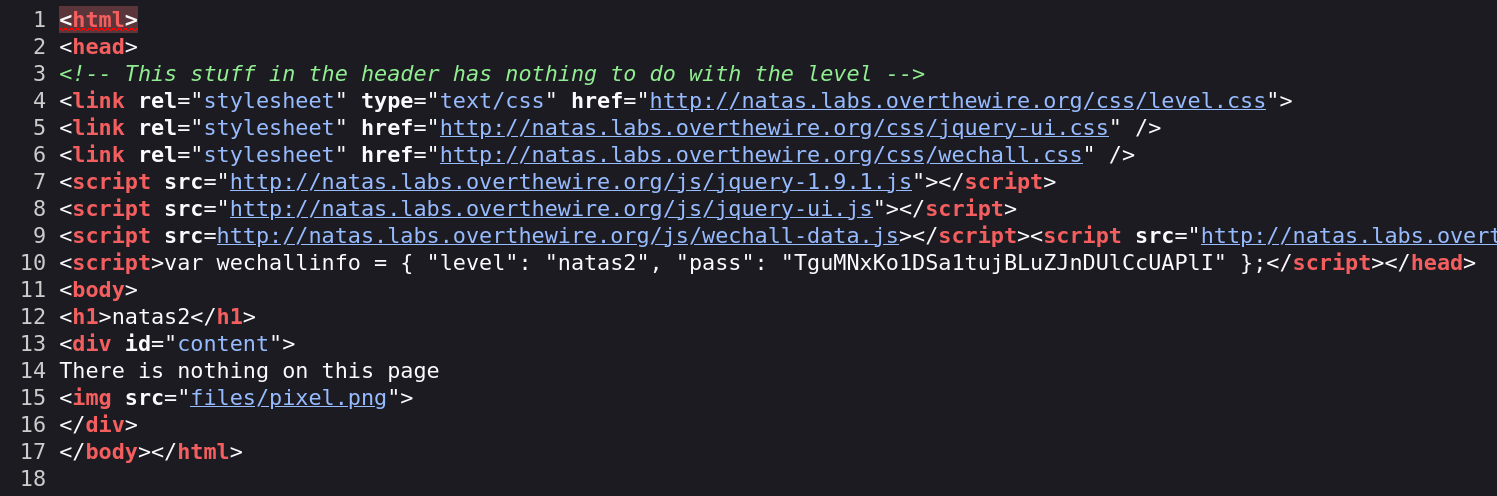 1 <html>
2 <head>
3 <!-- This stuff in the header has nothing to do with the level -->
4 <link rel="stylesheet" type="text/css" href="http://natas.labs.overthewire.org/css/level.css">
5 <link rel="stylesheet" href="http://natas.labs.overthewire.org/css/jquery-ui.css" />
6 <link rel="stylesheet" href="http://natas.labs.overthewire.org/css/wechall.css" />
7 <script src="http://natas.labs.overthewire.org/js/jquery-1.9.1.js"></script>
8 <script src="http://natas.labs.overthewire.org/js/jquery-ui.js"></script>
9 <script src=http://natas.labs.overthewire.org/js/wechall-data.js></script><script src="http://natas.labs.overt
10 <script>var wechallinfo = { "level": "natas2", "pass": "TguMNxKo1DSa1tujBLuZJnDUlCcUAPlI" };</script></head>
11 <body>
12 <h1>natas2</h1>
13 <div id="content">
14 There is nothing on this page
15 <img src="files/pixel.png">
16 </div>
17 </body></html>
18